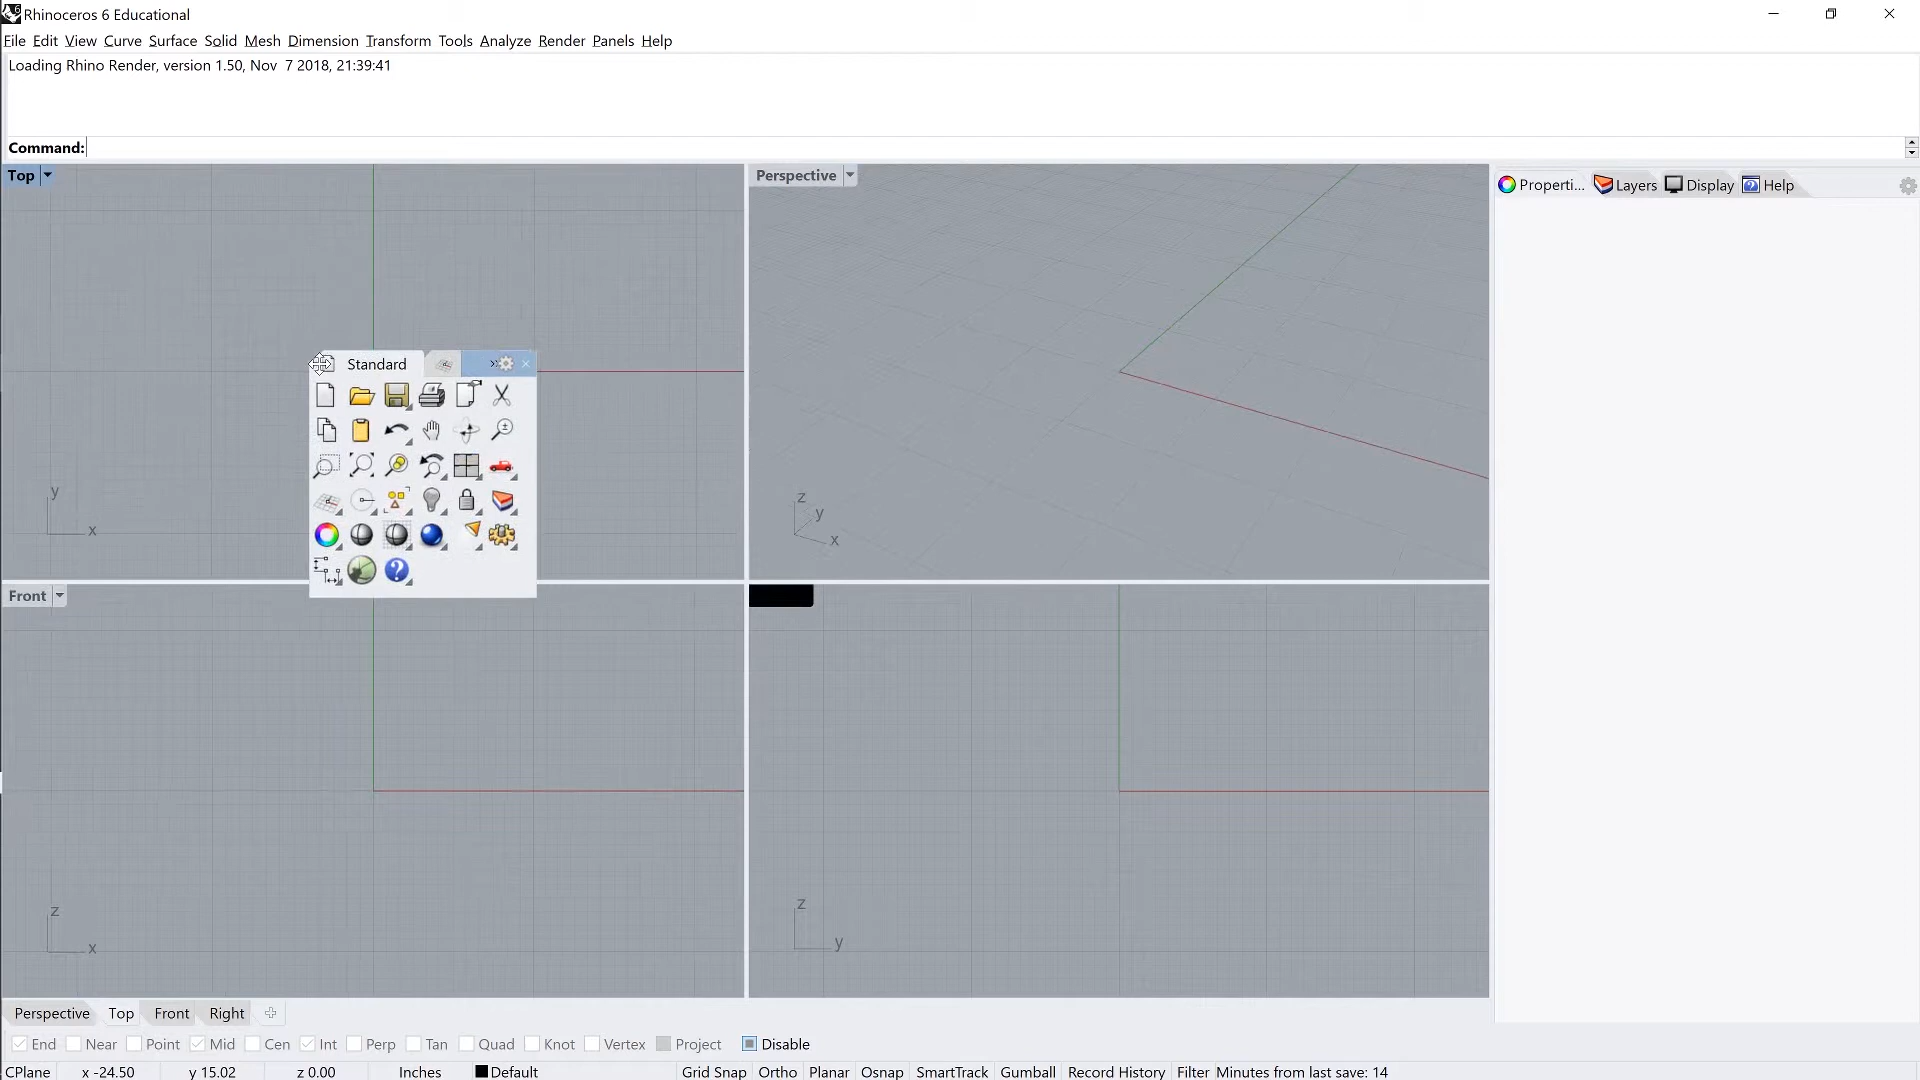 Rhinoceros 6 Educational
File Edit View Curve Surface Solid Mesh Dimension Transform Tools Analyze Render Panels Help
Loading Rhino Render, version 1.50, Nov 7 2018, 21:39:41
Command:
Top
Perspective
Properti... Layers Display Help
Standard
y
x
z
y
x
Front
z
x
z
y
Perspective Top Front Right
End Near Point Mid Cen Int Perp Tan Quad Knot Vertex Project Disable
CPlane x -24.50 y 15.02 z 0.00 Inches Default Grid Snap Ortho Planar Osnap SmartTrack Gumball Record History Filter Minutes from last save: 14